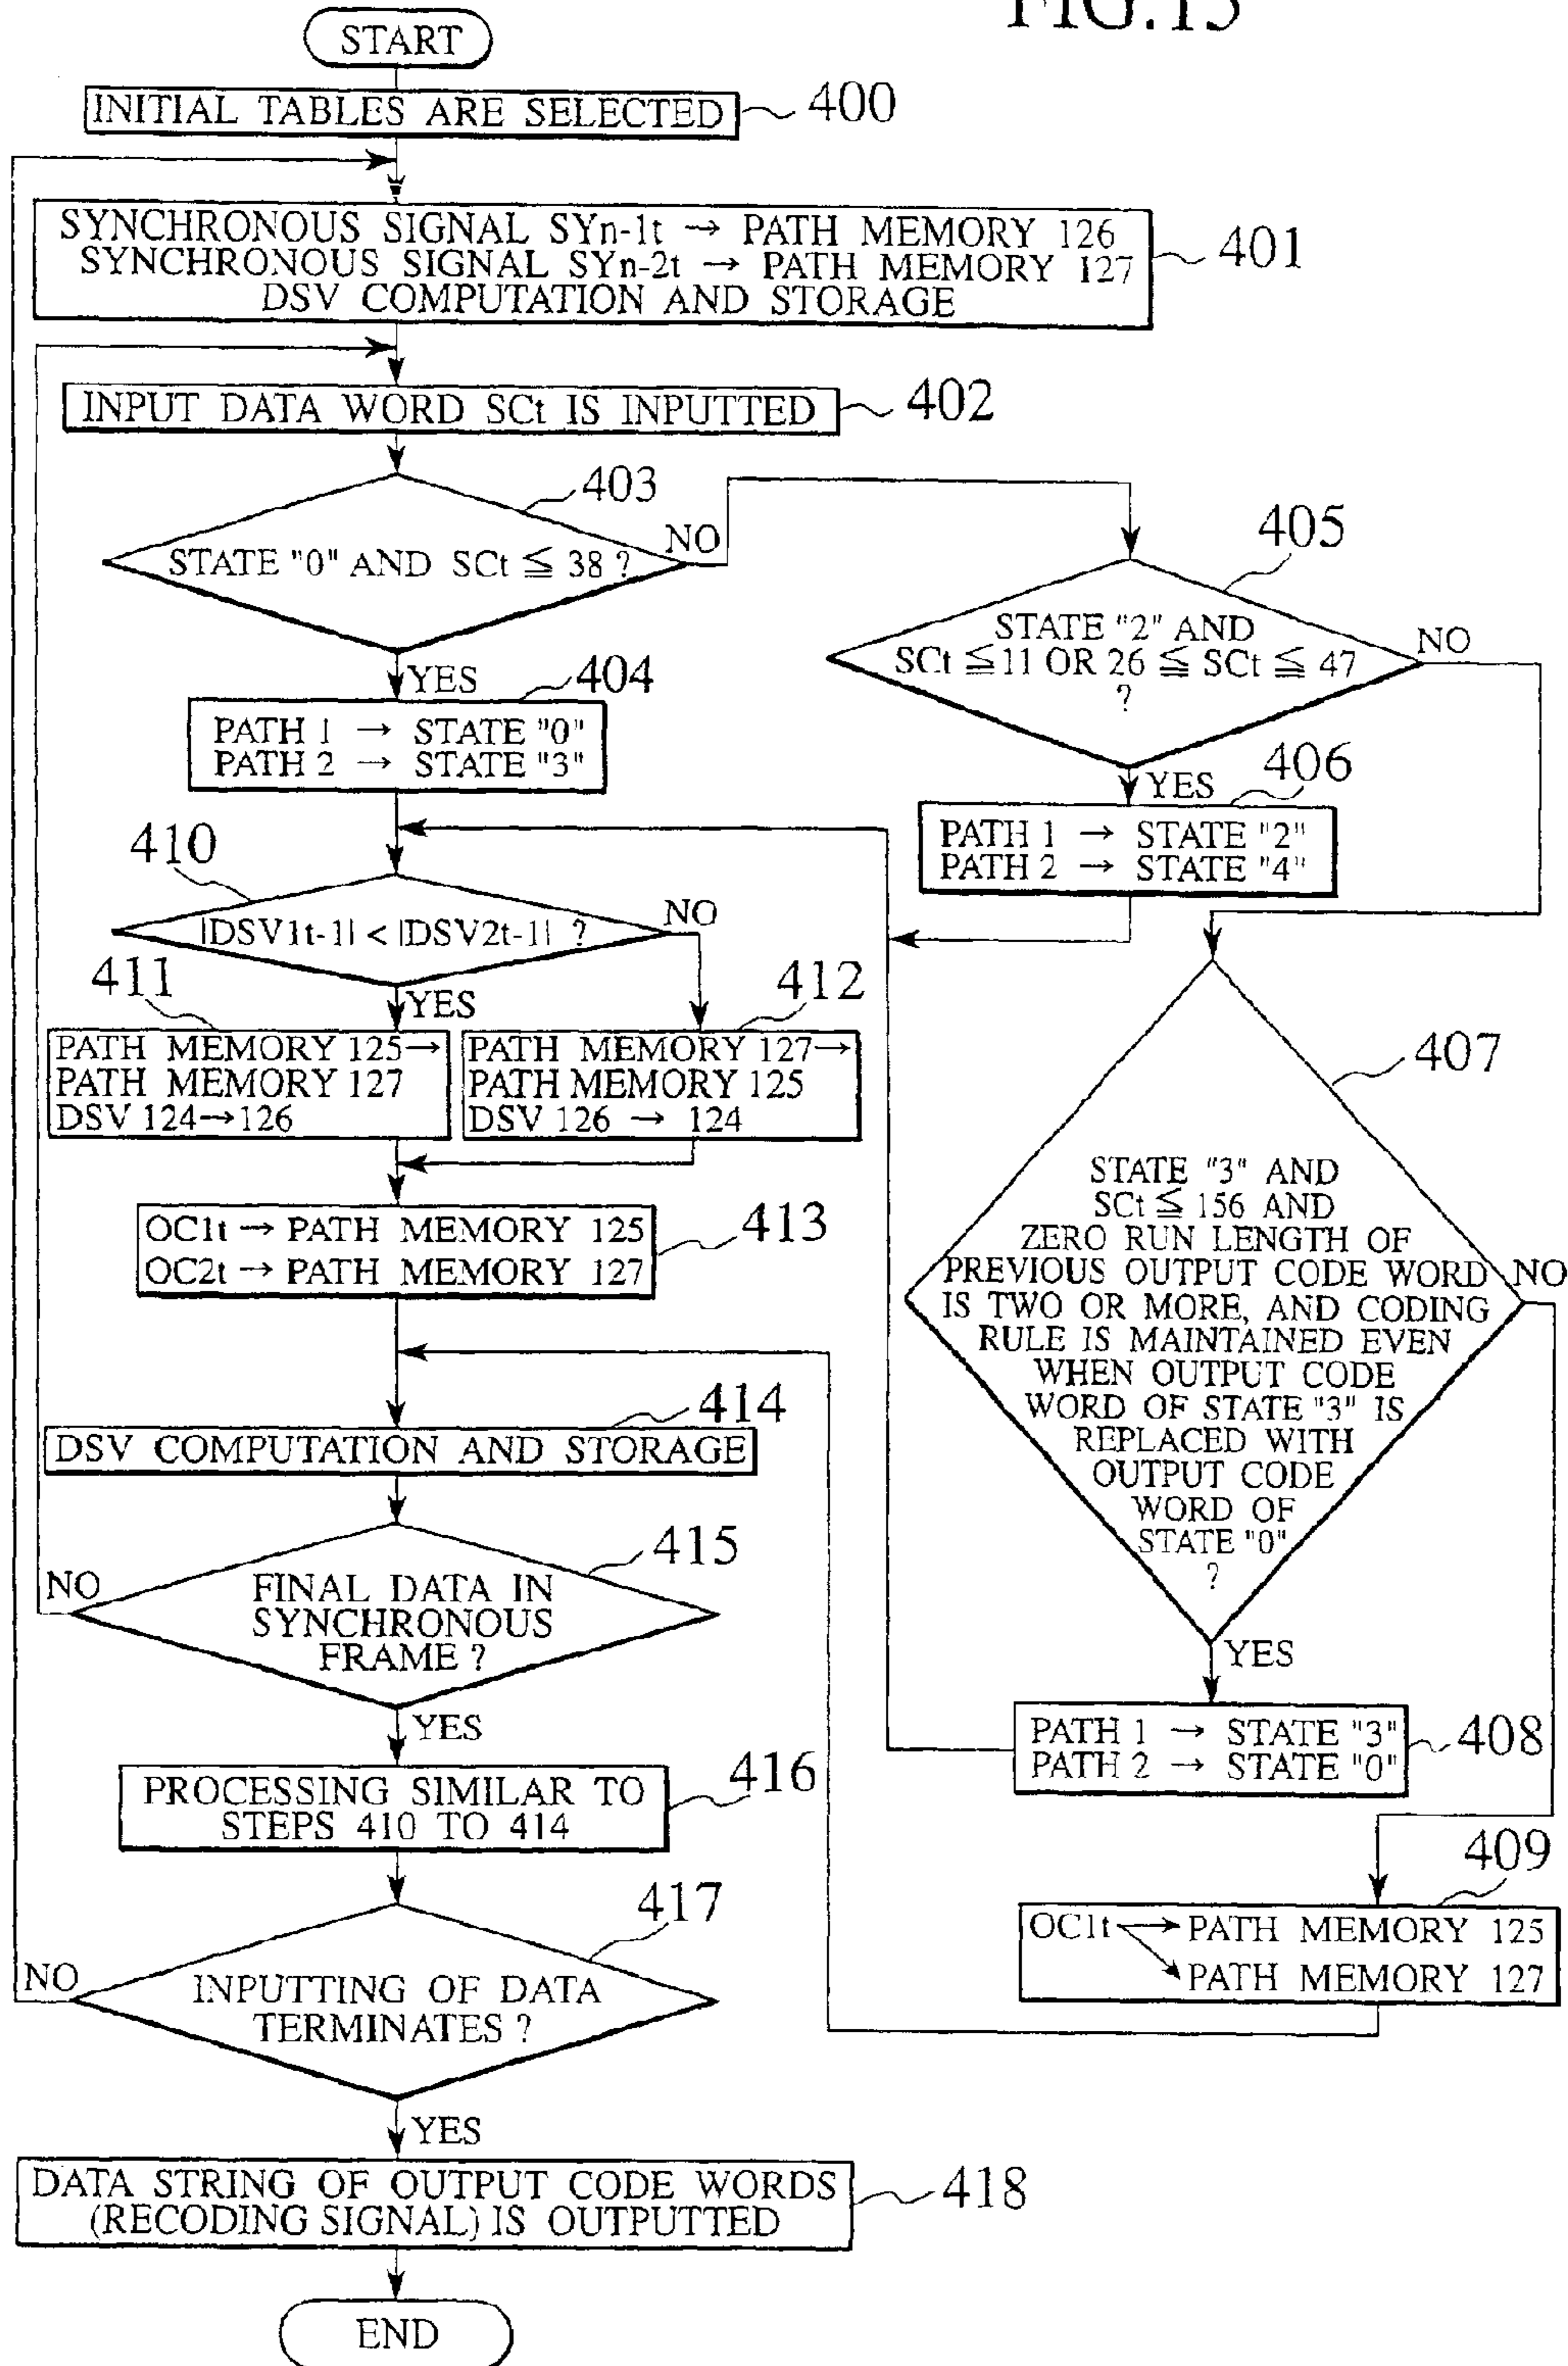 FIG.15
START
INITIAL TABLES ARE SELECTED
400
SYNCHRONOUS SIGNAL SYn-1t → PATH MEMORY 126
SYNCHRONOUS SIGNAL SYn-2t → PATH MEMORY 127
DSV COMPUTATION AND STORAGE
401
INPUT DATA WORD SCt IS INPUTTED
402
403
STATE "0" AND SCt ≦ 38 ?
NO
YES
404
PATH 1 → STATE "0"
PATH 2 → STATE "3"
405
STATE "2" AND
SCt ≦ 11 OR 26 ≦ SCt ≦ 47
?
NO
YES
406
PATH 1 → STATE "2"
PATH 2 → STATE "4"
410
|DSV1t-1| < |DSV2t-1| ?
NO
YES
411
PATH MEMORY 125→
PATH MEMORY 127
DSV 124→126
412
PATH MEMORY 127→
PATH MEMORY 125
DSV 126 → 124
407
STATE "3" AND
SCt ≦ 156 AND
ZERO RUN LENGTH OF
PREVIOUS OUTPUT CODE WORD
IS TWO OR MORE, AND CODING
RULE IS MAINTAINED EVEN
WHEN OUTPUT CODE
WORD OF STATE "3" IS
REPLACED WITH
OUTPUT CODE
WORD OF
STATE "0"
?
NO
YES
408
PATH 1 → STATE "3"
PATH 2 → STATE "0"
409
OC1t → PATH MEMORY 125
PATH MEMORY 127
413
OC1t → PATH MEMORY 125
OC2t → PATH MEMORY 127
414
DSV COMPUTATION AND STORAGE
415
FINAL DATA IN
SYNCHRONOUS
FRAME ?
NO
YES
416
PROCESSING SIMILAR TO
STEPS 410 TO 414
417
INPUTTING OF DATA
TERMINATES ?
NO
YES
DATA STRING OF OUTPUT CODE WORDS
(RECODING SIGNAL) IS OUTPUTTED
418
END